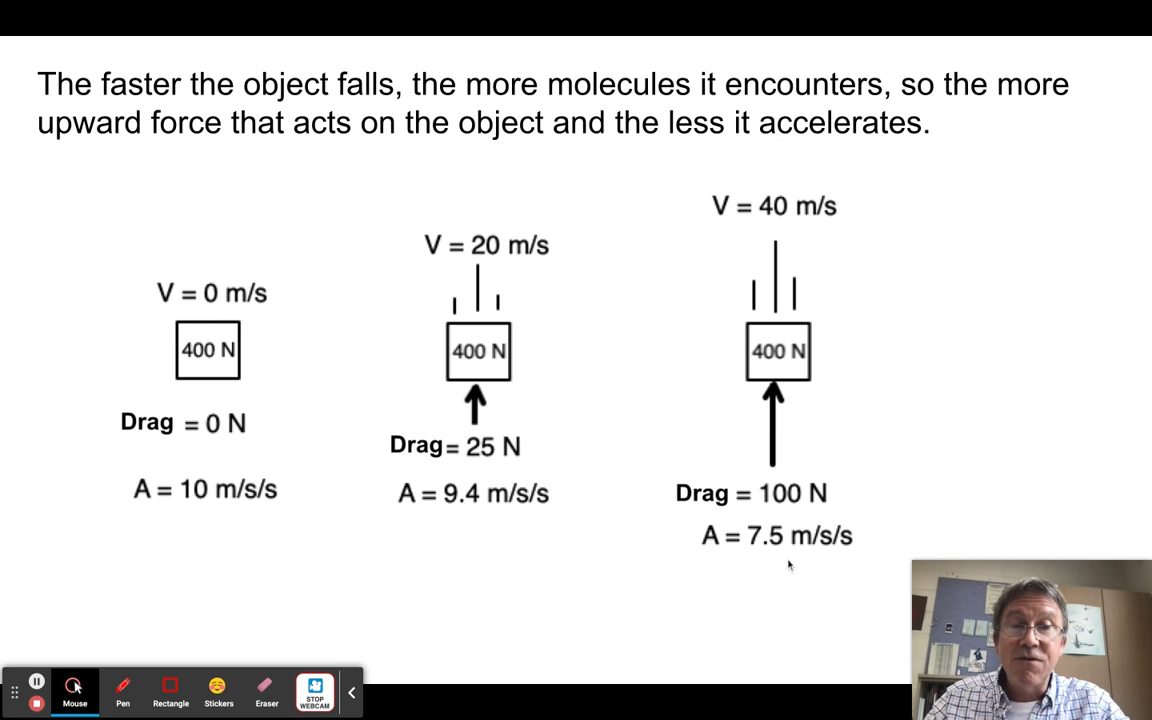 The faster the object falls, the more molecules it encounters, so the more
upward force that acts on the object and the less it accelerates.
V = 0 m/s
400 N
Drag = 0 N
A = 10 m/s/s
V = 20 m/s
400 N
Drag = 25 N
A = 9.4 m/s/s
V = 40 m/s
400 N
Drag = 100 N
A = 7.5 m/s/s
Mouse
Pen
Rectangle
Stickers
Eraser
STOP
WEBCAM